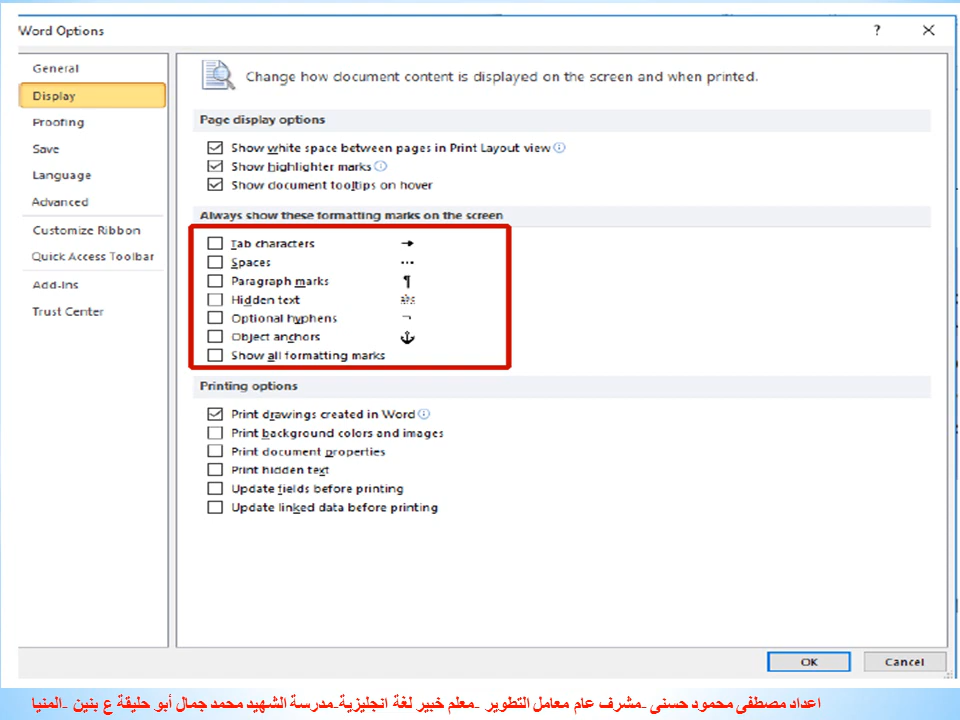 Word Options
?
General
Display
Proofing
Save
Language
Advanced
Customize Ribbon
Quick Access Toolbar
Add-Ins
Trust Center
Change how document content is displayed on the screen and when printed.
Page display options
Show white space between pages in Print Layout view
Show highlighter marks
Show document tooltips on hover
Always show these formatting marks on the screen
Tab characters →
Spaces ...
Paragraph marks ¶
Hidden text abc
Optional hyphens ¬
Object anchors ⚓
Show all formatting marks
Printing options
Print drawings created in Word
Print background colors and images
Print document properties
Print hidden text
Update fields before printing
Update linked data before printing
OK
Cancel
اعداد مصطفى محمود حسنى -مشرف عام معامل التطوير -معلم خبير لغة انجليزية-مدرسة الشهيد محمد جمال أبو حليقة ع بنين -المنيا